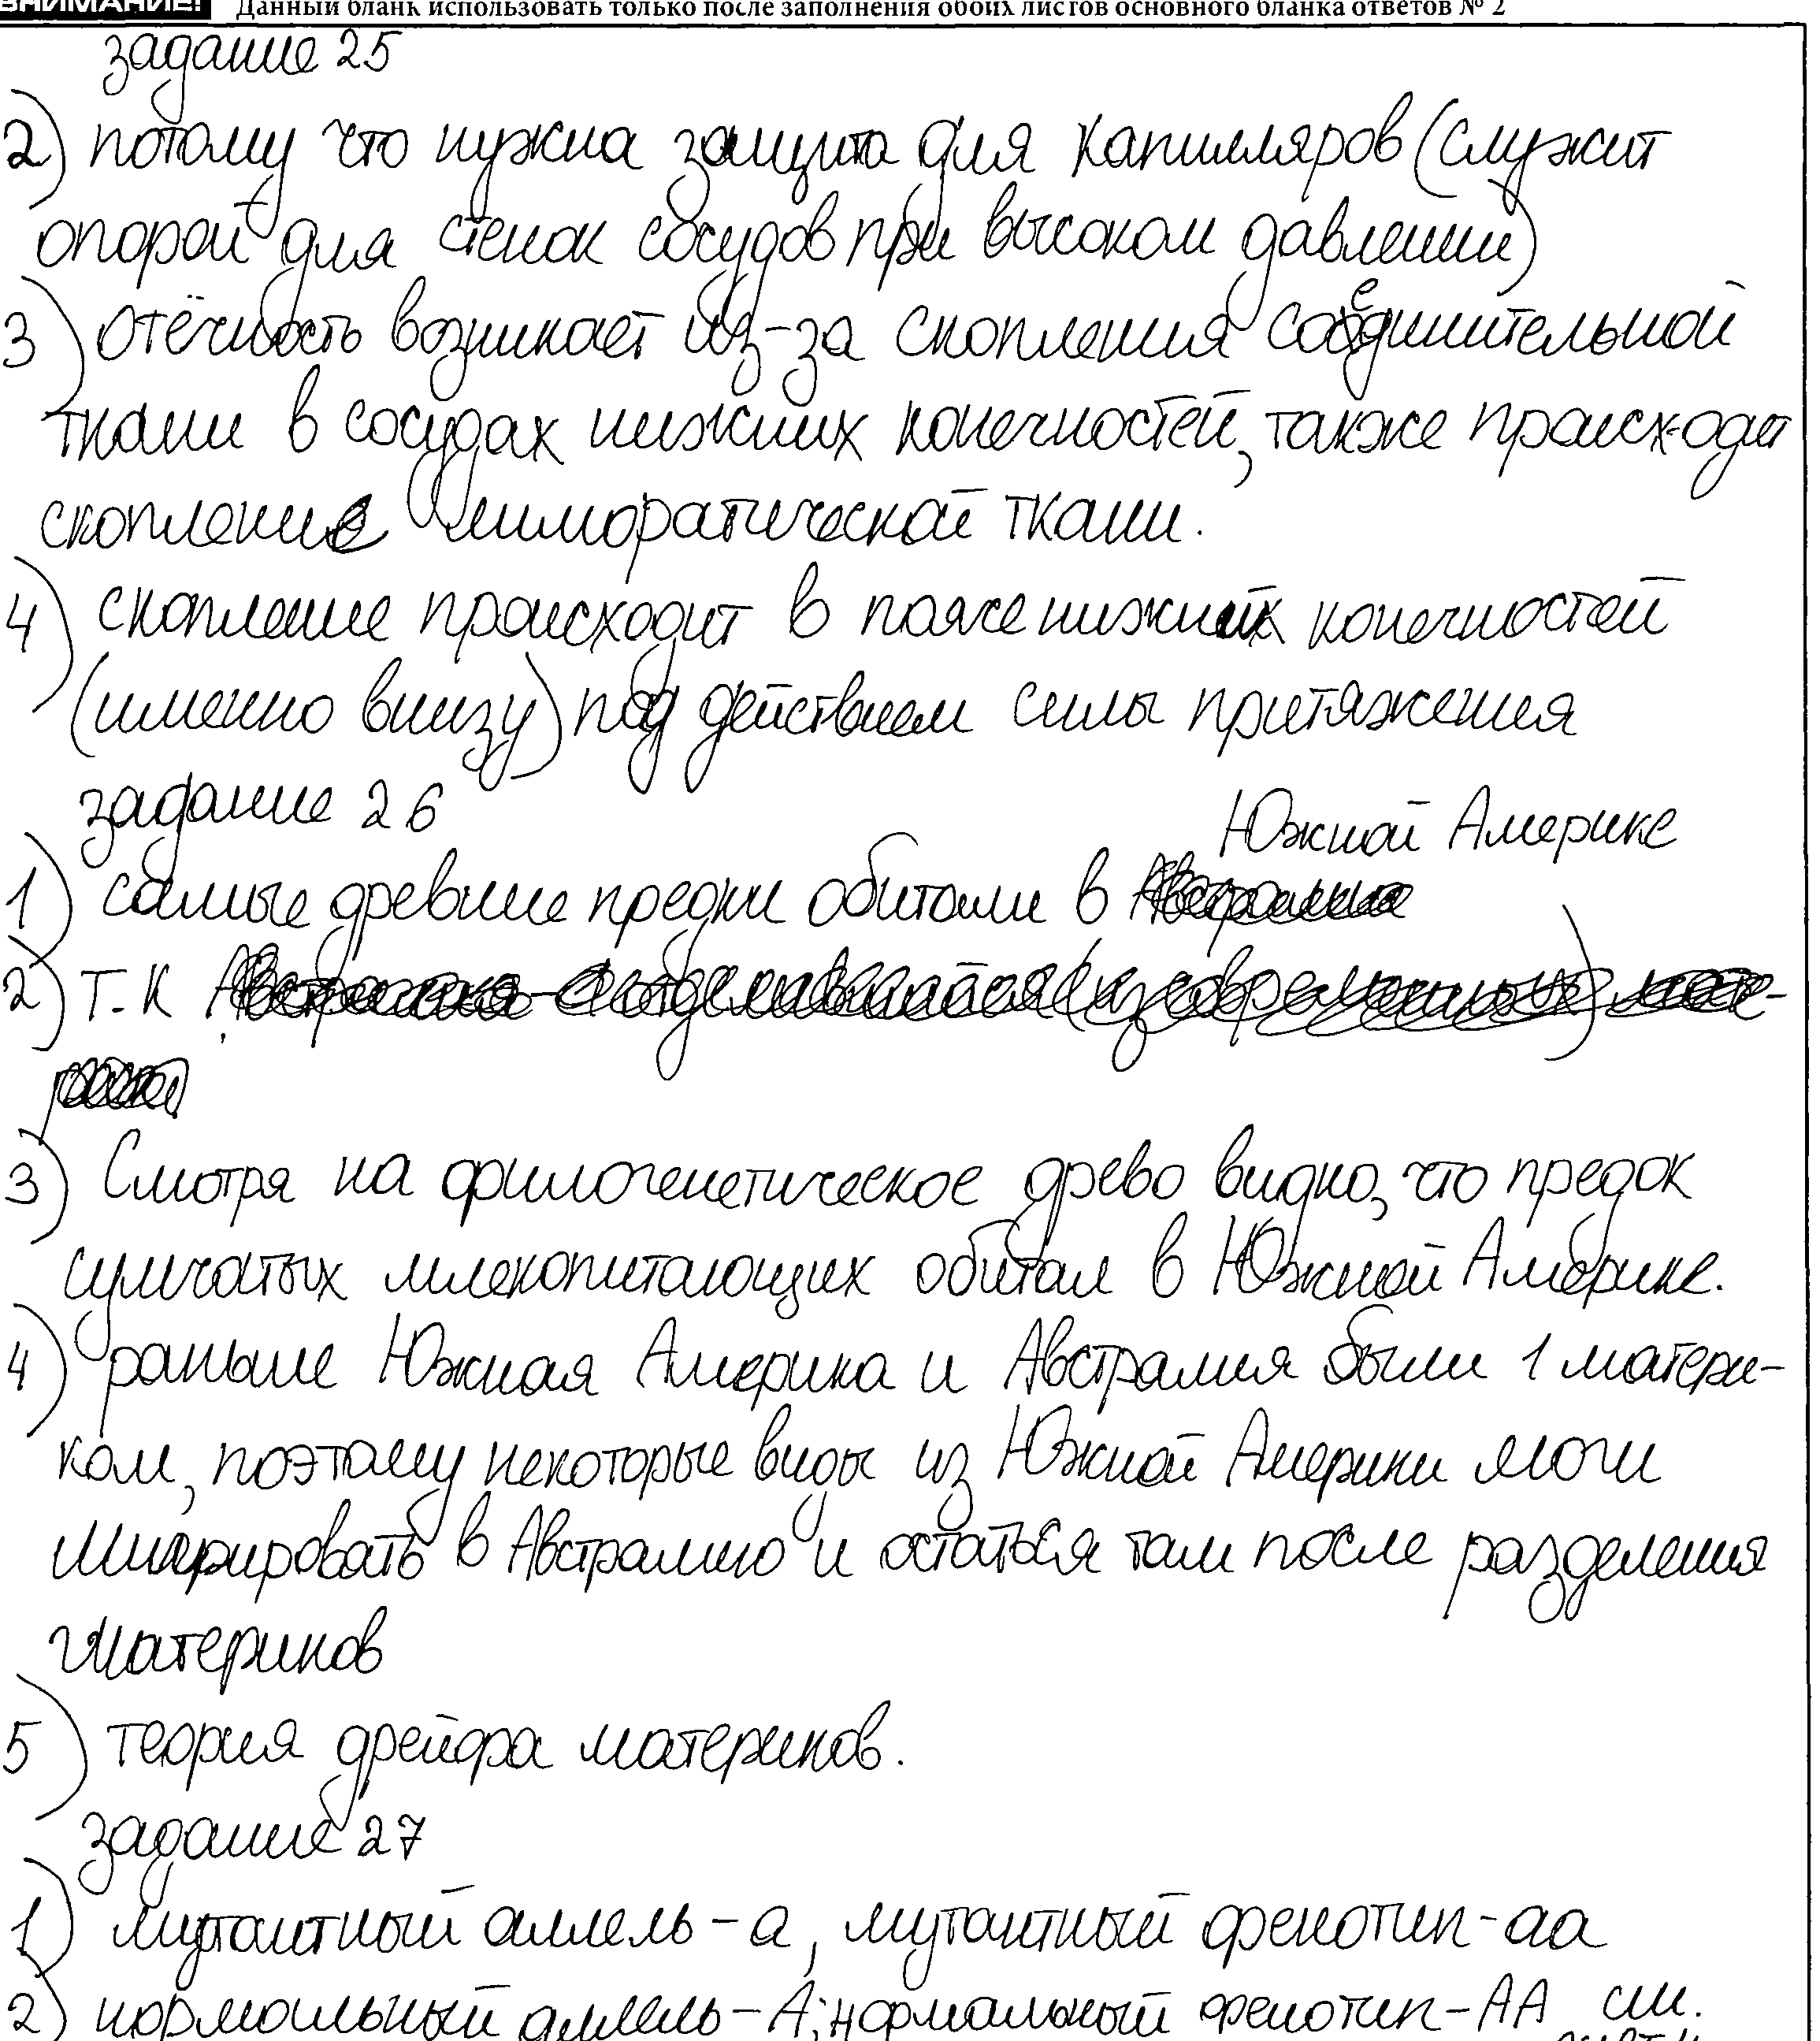 ВНИМАНИЕ! Данный бланк использовать только после заполнения обоих листов основного бланка ответов № 2
задание 25
2) потому что нужна защита для капилляров (служит
опорой для стенок сосудов при высоком давлении)
3) отёчность возникает из-за скопления соединительной
ткани в сосудах нижних конечностей, также происходит
скопление лимфатической ткани.
4) скопление происходит в поясе нижних конечностей
(именно внизу) под действием силы притяжения
задание 26
Южной Америке
1) самые древние предки обитали в
2) т.к
3) Смотря на филогенетическое древо видно, что предок
сумчатых млекопитающих обитал в Южной Америке.
4) раньше Южная Америка и Австралия были 1 матери-
ком, поэтому некоторые виды из Южной Америки могли
мигрировать в Австралию и остаться там после разделения
материков
5) теория дрейфа материков.
задание 27
1) мутантный аллель - а, мутантный фенотип - аа
2) нормальный аллель - А; нормальный фенотип - АА см.